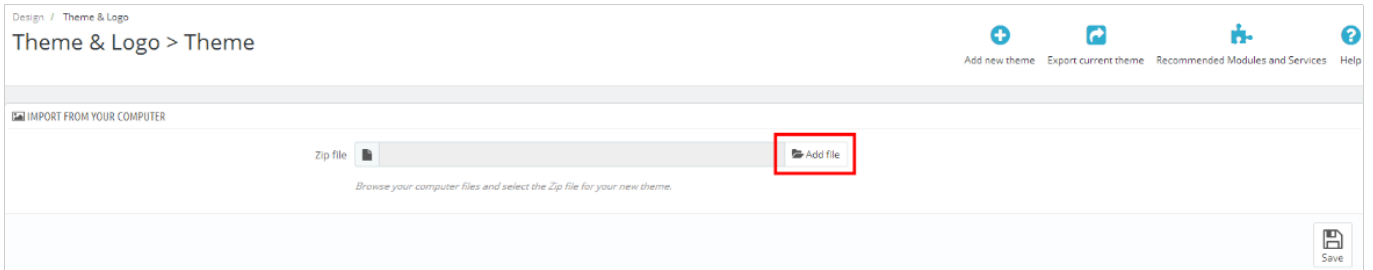 Design / Theme & Logo
Theme & Logo > Theme
Add new theme Export current theme Recommended Modules and Services Help
IMPORT FROM YOUR COMPUTER
Zip file Add file
Browse your computer files and select the Zip file for your new theme.
Save